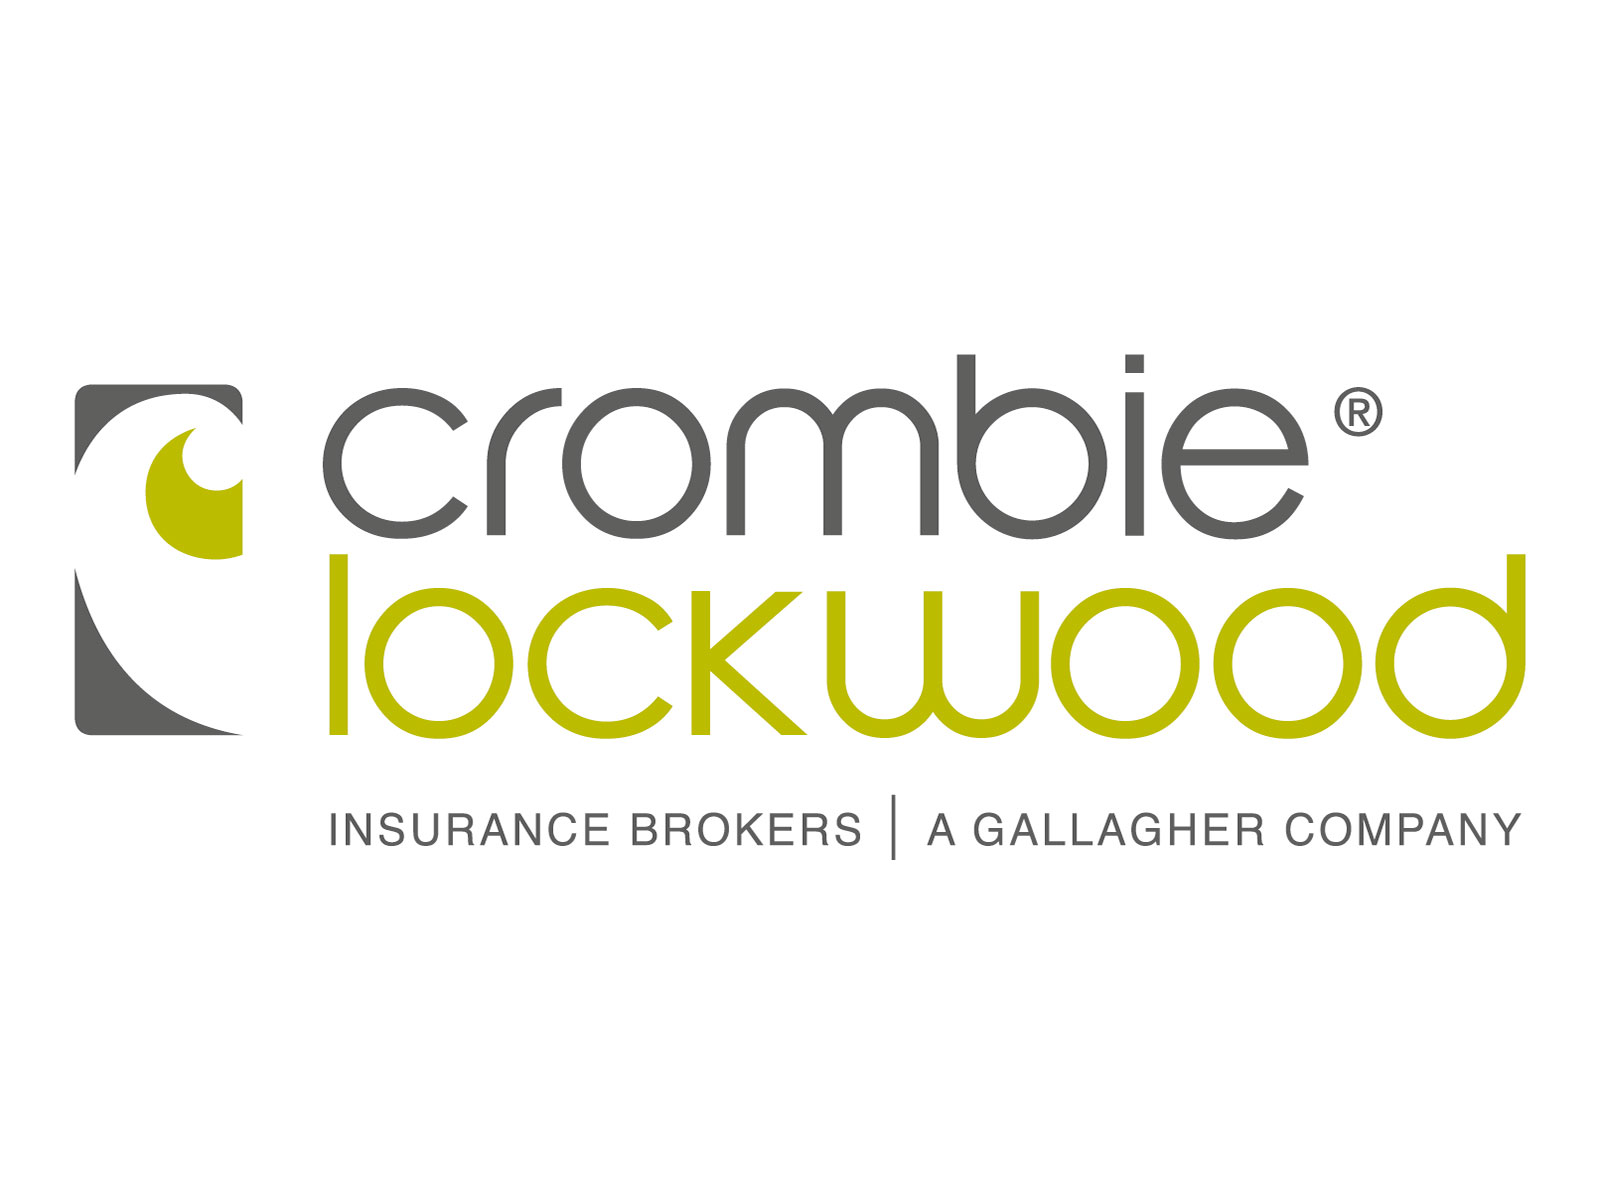 crombie®
lockwood
INSURANCE BROKERS | A GALLAGHER COMPANY